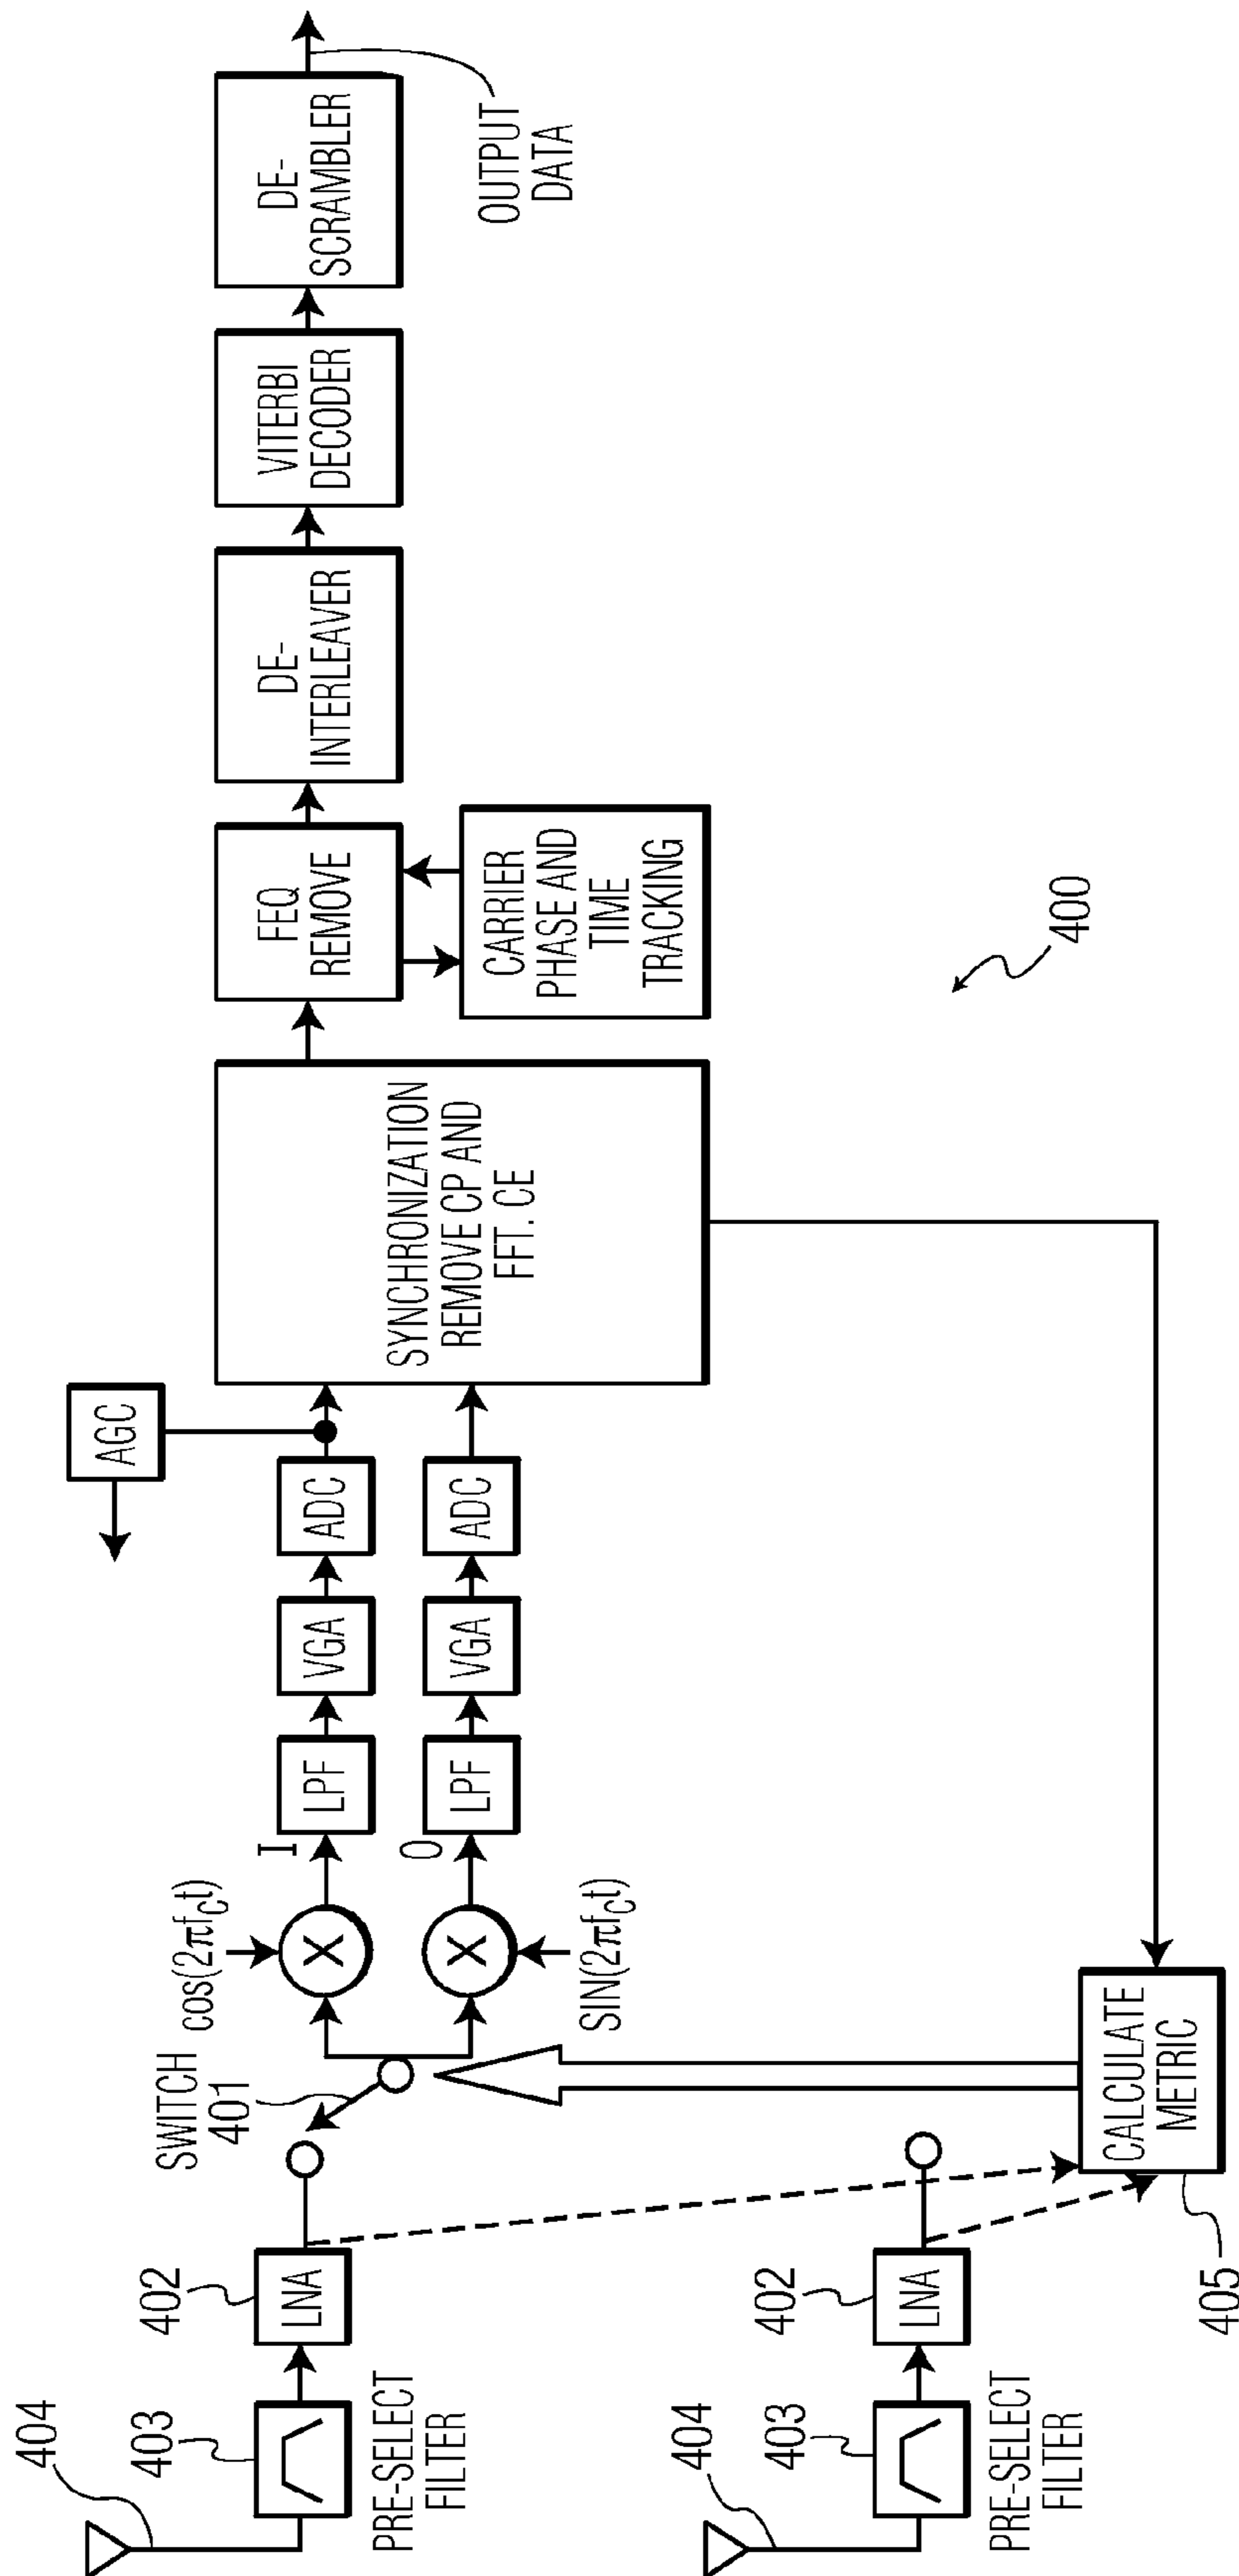 404
403
PRE-SELECT
FILTER
402
LNA
SWITCH
401
cos(2πfct)
I
LPF
VGA
ADC
AGC
O
SIN(2πfct)
LPF
VGA
ADC
SYNCHRONIZATION
REMOVE CP AND
FFT. CE
FEQ
REMOVE
CARRIER
PHASE AND
TIME
TRACKING
DE-
INTERLEAVER
VITERBI
DECODER
DE-
SCRAMBLER
OUTPUT
DATA
404
403
PRE-SELECT
FILTER
402
LNA
CALCULATE
METRIC
405
400